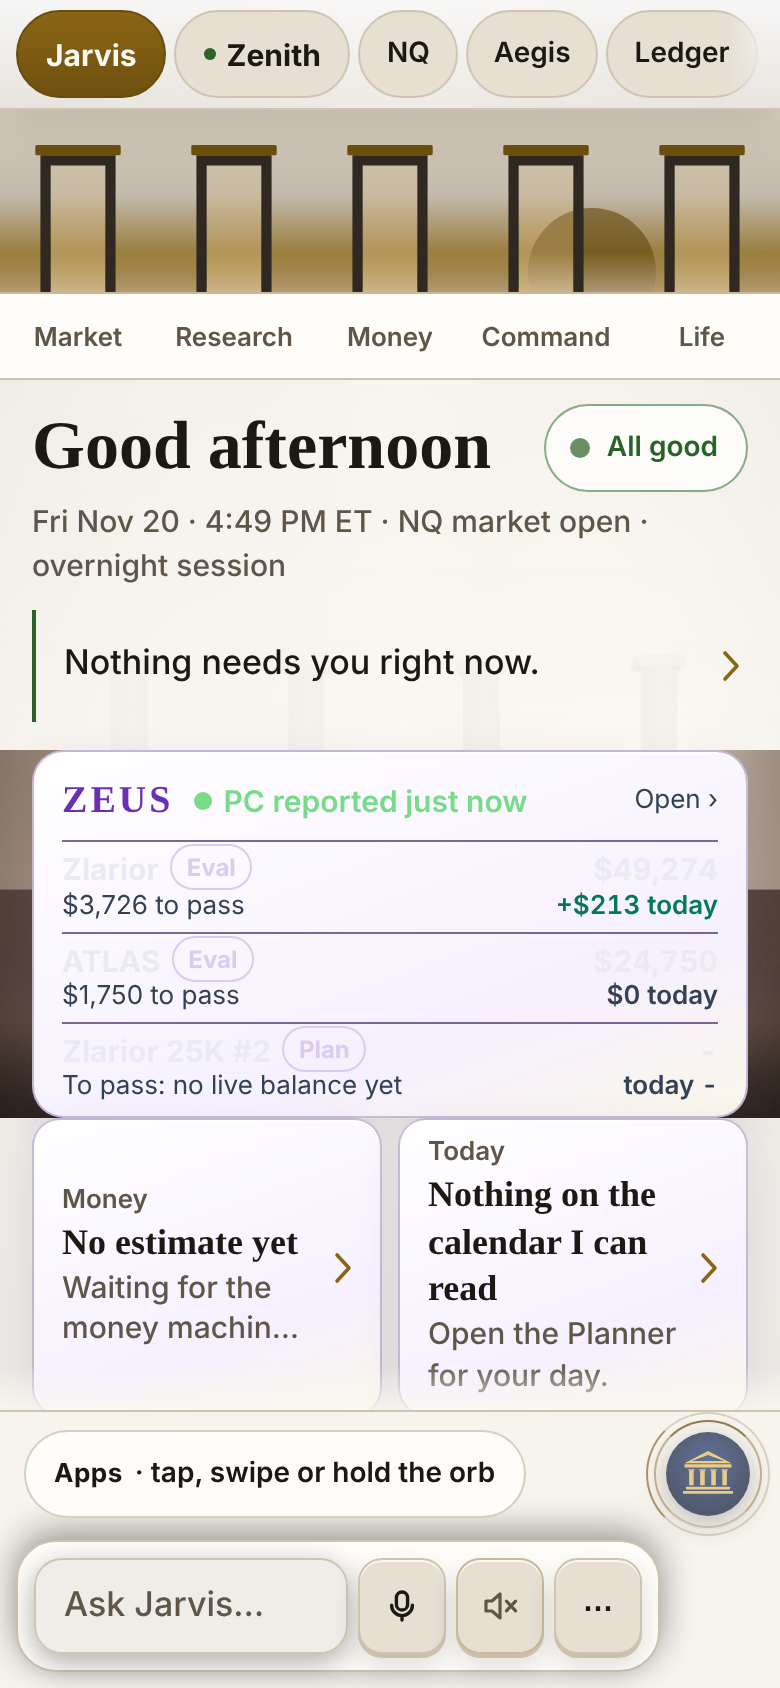 Jarvis
Zenith
NQ
Aegis
Ledger
Market
Research
Money
Command
Life
Good afternoon
All good
Fri Nov 20 · 4:49 PM ET · NQ market open ·
overnight session
Nothing needs you right now.
ZEUS
PC reported just now
Open ›
Zlarior
Eval
$49,274
$3,726 to pass
+$213 today
ATLAS
Eval
$24,750
$1,750 to pass
$0 today
Zlarior 25K #2
Plan
-
To pass: no live balance yet
today -
Money
No estimate yet
Waiting for the
money machin...
Today
Nothing on the
calendar I can
read
Open the Planner
for your day.
Apps · tap, swipe or hold the orb
Ask Jarvis...
...